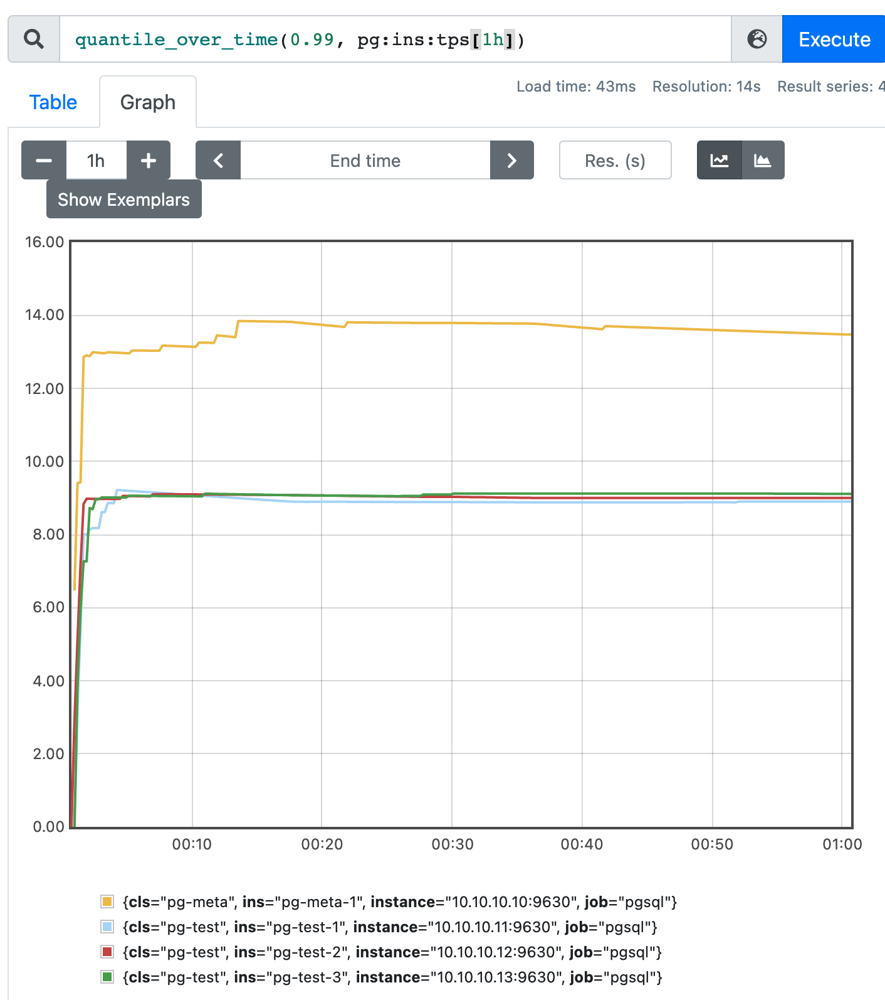 quantile_over_time(0.99, pg:ins:tps[1h])
Execute
Load time: 43ms Resolution: 14s Result series: 4
Table
Graph
1h
End time
Res. (s)
Show Exemplars
16.00
14.00
12.00
10.00
8.00
6.00
4.00
2.00
0.00
00:10 00:20 00:30 00:40 00:50 01:00
{cls="pg-meta", ins="pg-meta-1", instance="10.10.10.10:9630", job="pgsql"}
{cls="pg-test", ins="pg-test-1", instance="10.10.10.11:9630", job="pgsql"}
{cls="pg-test", ins="pg-test-2", instance="10.10.10.12:9630", job="pgsql"}
{cls="pg-test", ins="pg-test-3", instance="10.10.10.13:9630", job="pgsql"}